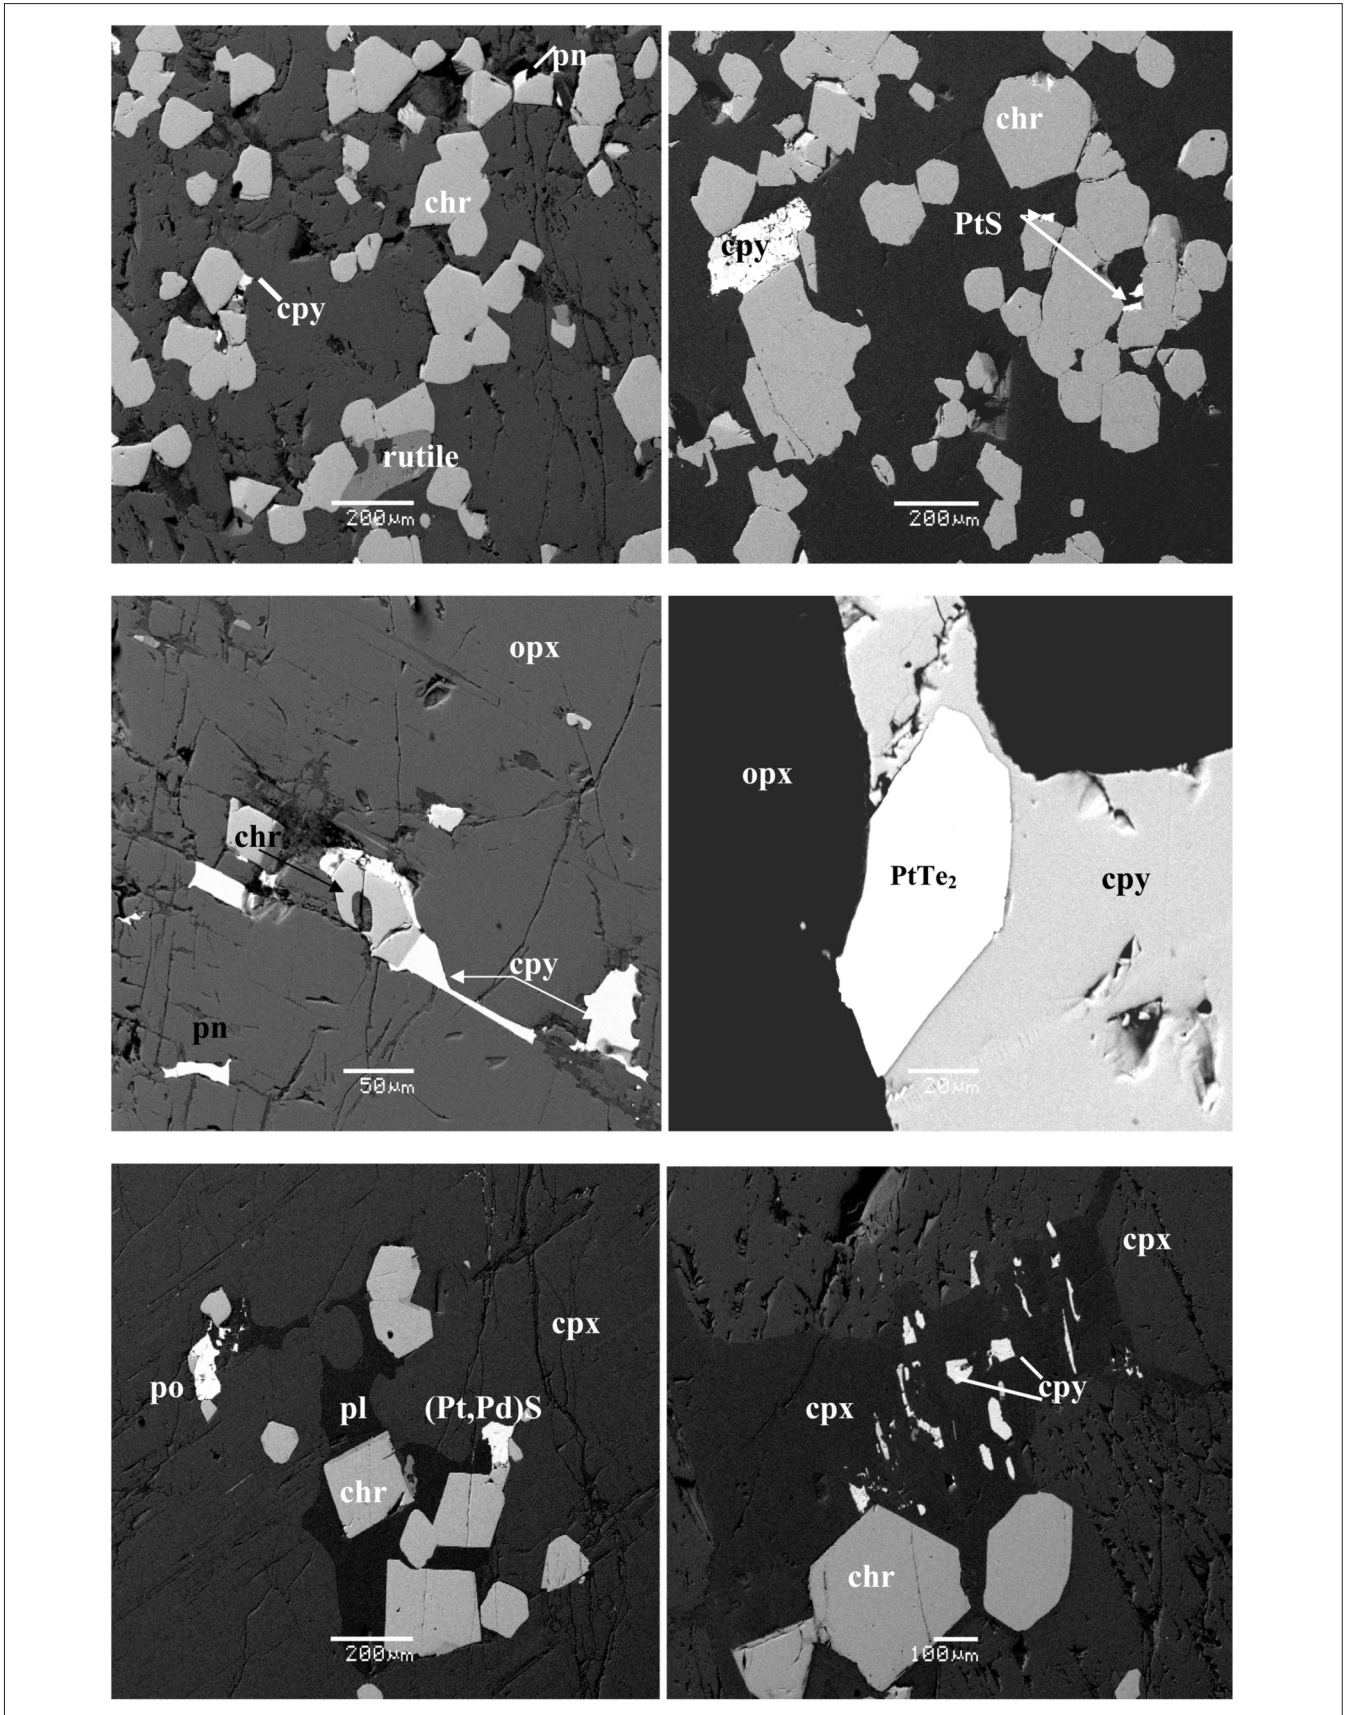 pn
chr
cpy
rutile
200µm
chr
PtS
cpy
200µm
opx
chr
cpy
pn
50µm
opx
PtTe₂
cpy
20µm
cpx
po
pl
(Pt,Pd)S
chr
200µm
cpx
cpy
cpx
chr
100µm